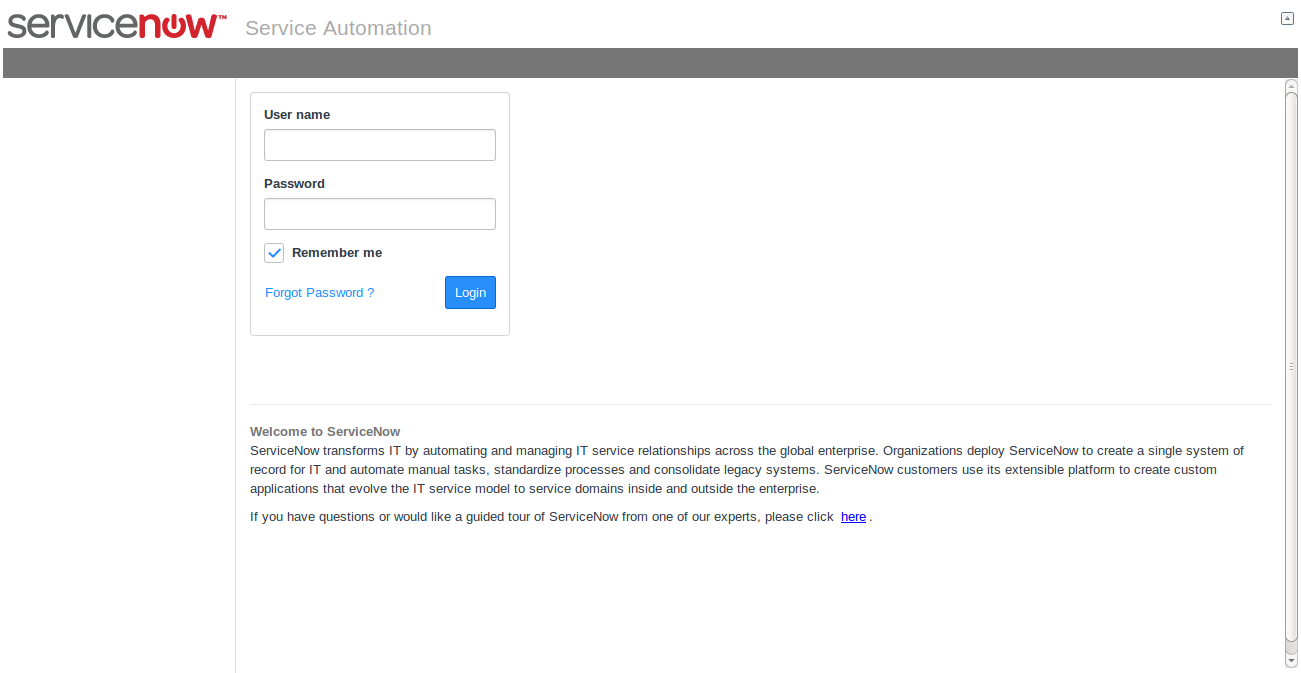 servicenow™ Service Automation
User name
Password
Remember me
Forgot Password ?
Login
Welcome to ServiceNow
ServiceNow transforms IT by automating and managing IT service relationships across the global enterprise. Organizations deploy ServiceNow to create a single system of
record for IT and automate manual tasks, standardize processes and consolidate legacy systems. ServiceNow customers use its extensible platform to create custom
applications that evolve the IT service model to service domains inside and outside the enterprise.
If you have questions or would like a guided tour of ServiceNow from one of our experts, please click here .